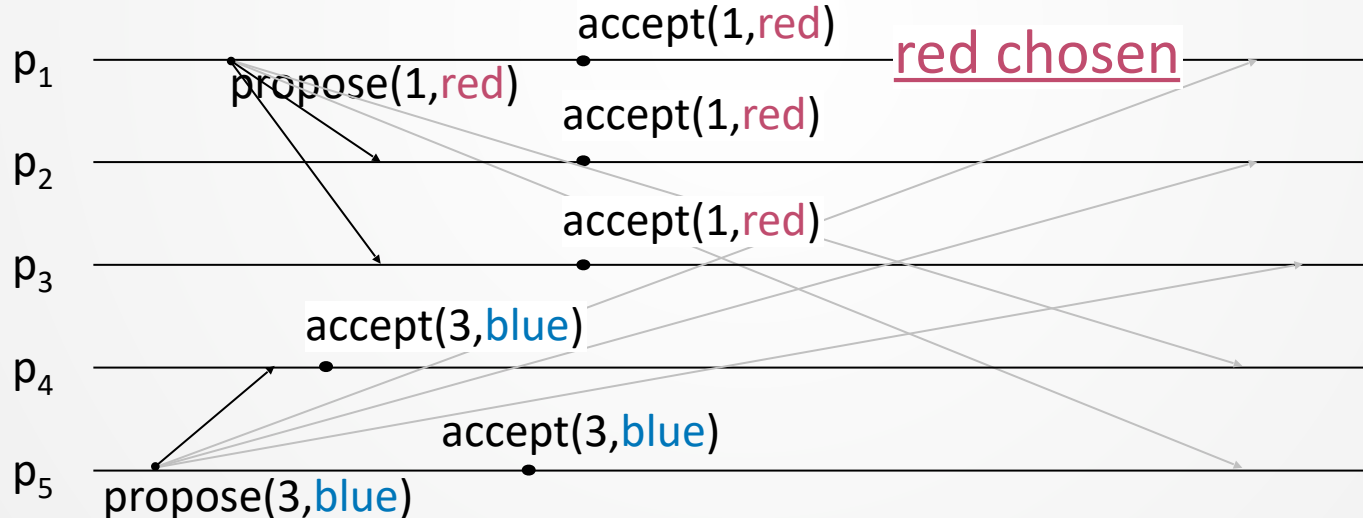 accept(1,red)
red chosen
p1
propose(1,red)
accept(1,red)
p2
accept(1,red)
p3
accept(3,blue)
p4
accept(3,blue)
p5
propose(3,blue)